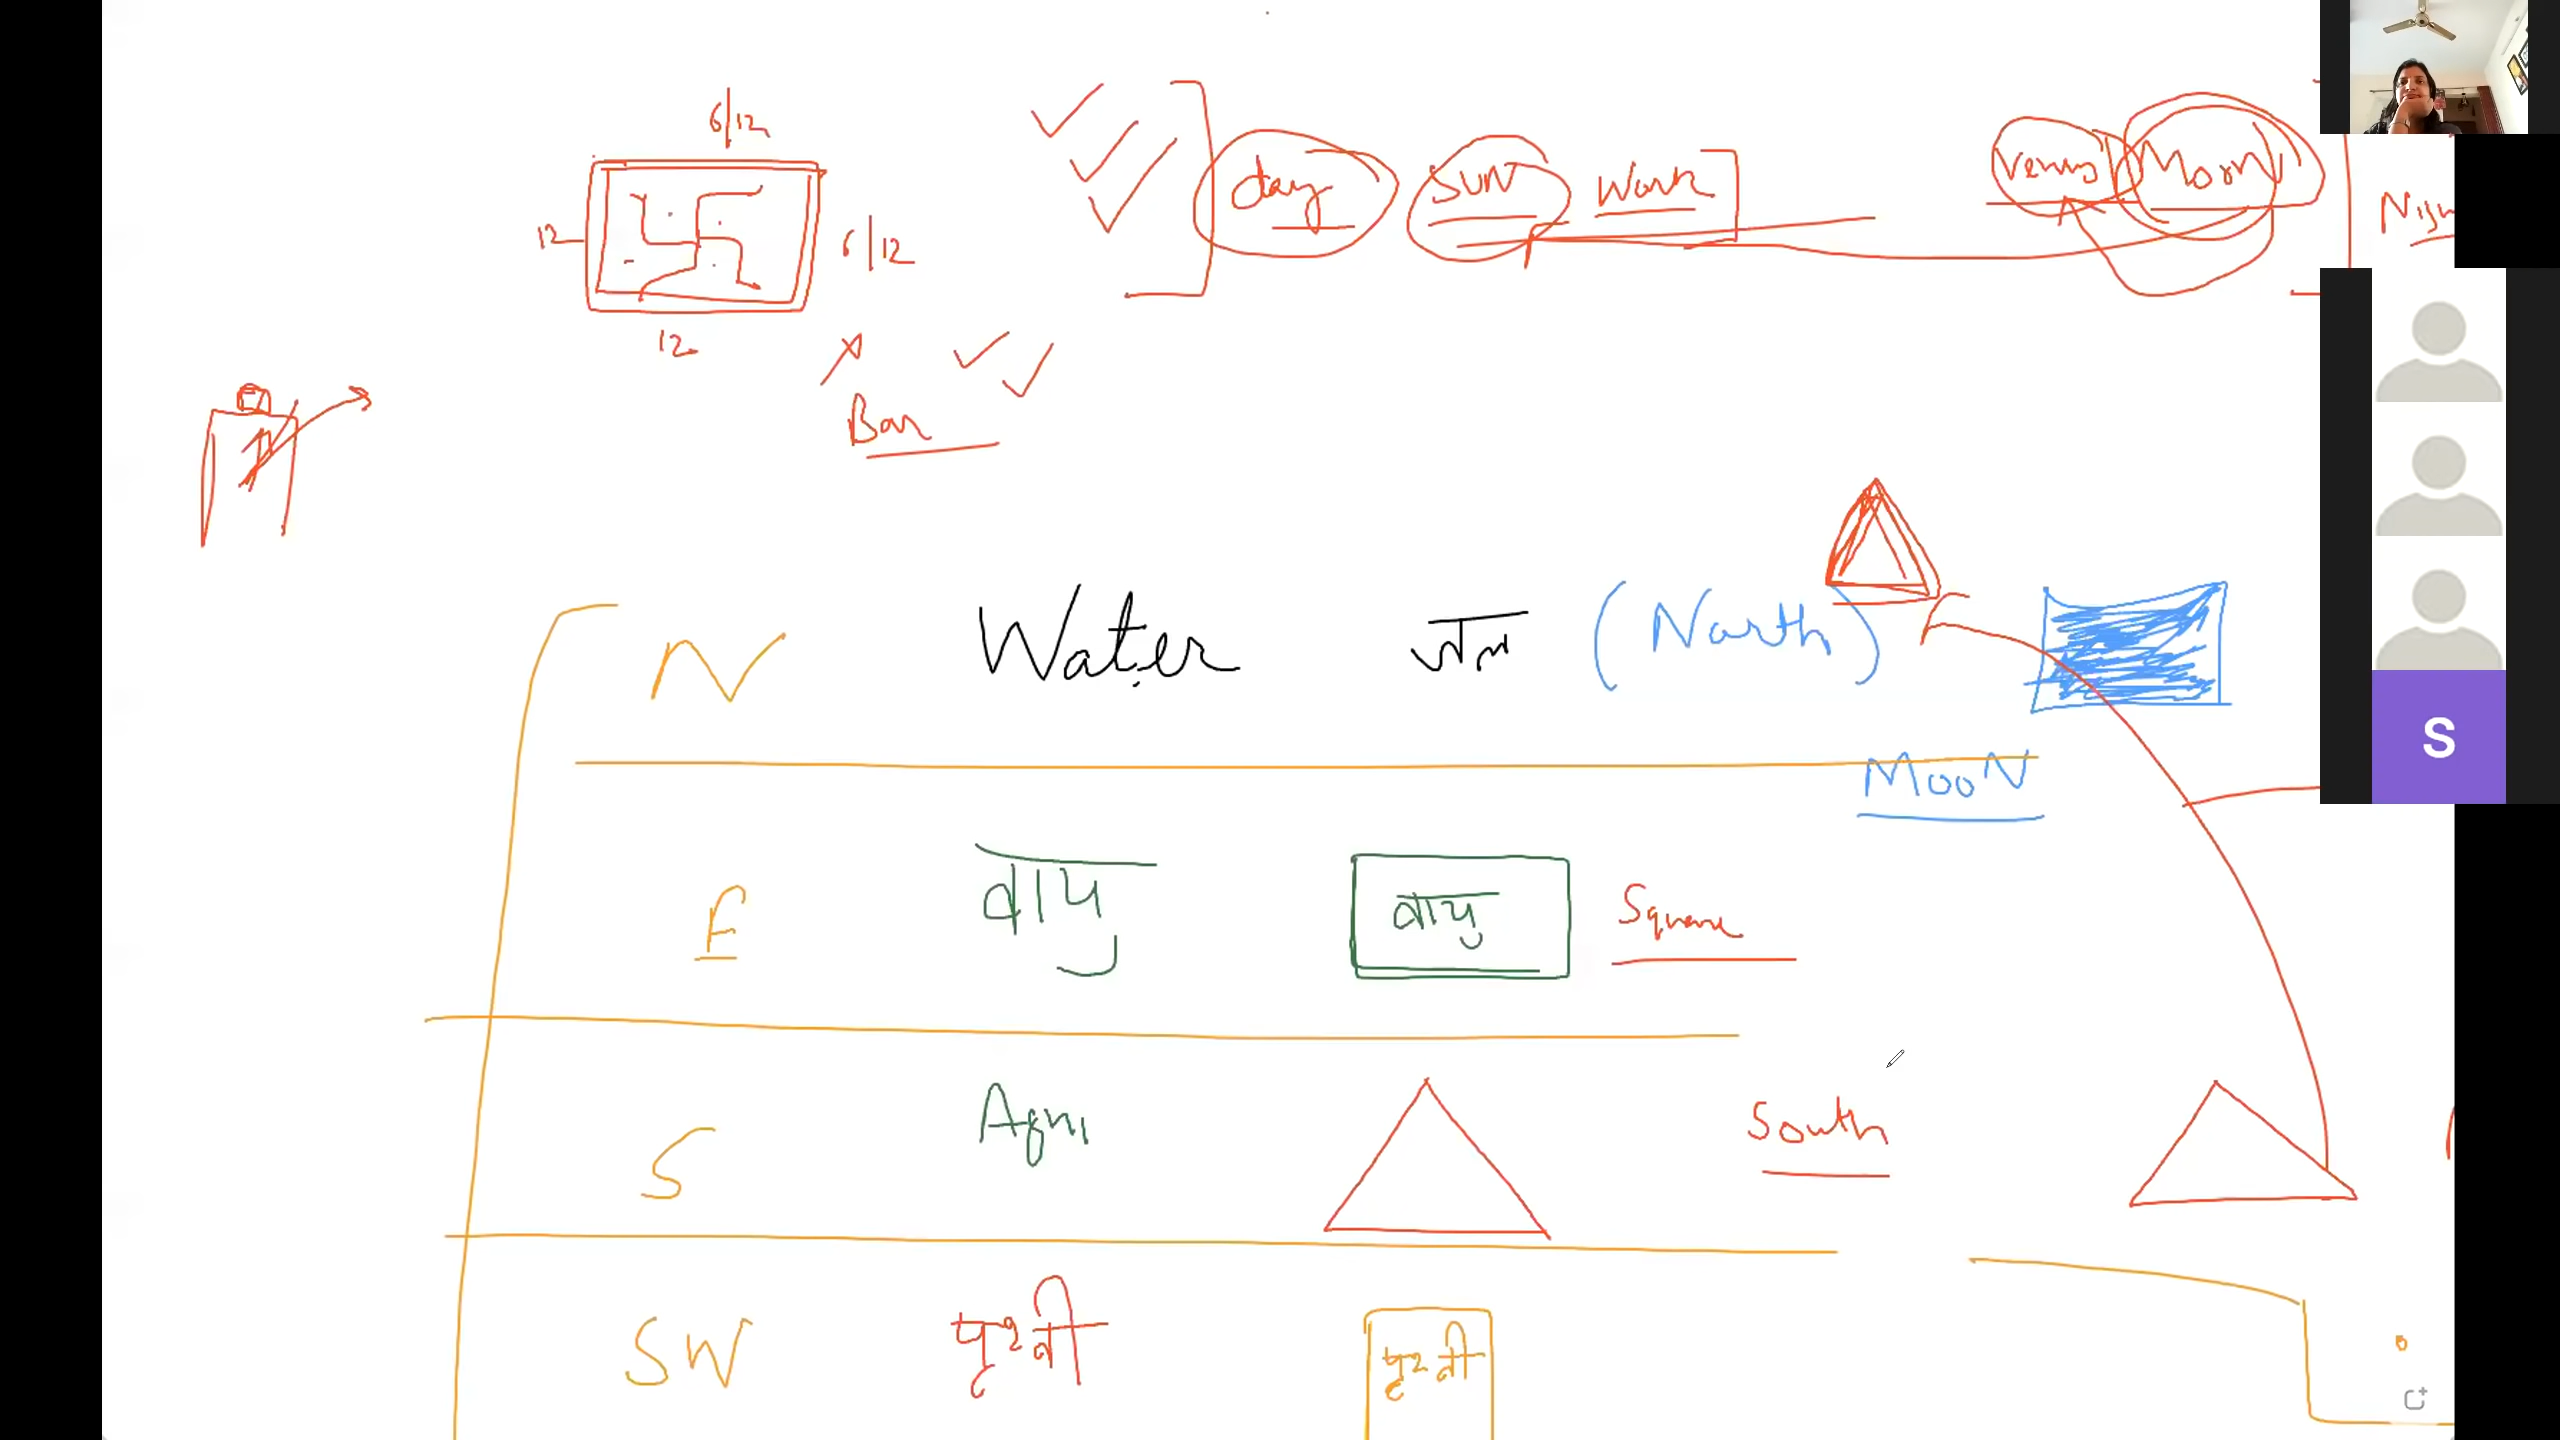 6/12
12
6/12
12
day SUN Work
Venus MOON
Bar
N Water जल (North)
MOON
E वायु वायु Square
S Agni South
SW पृथ्वी पृथ्वी
S